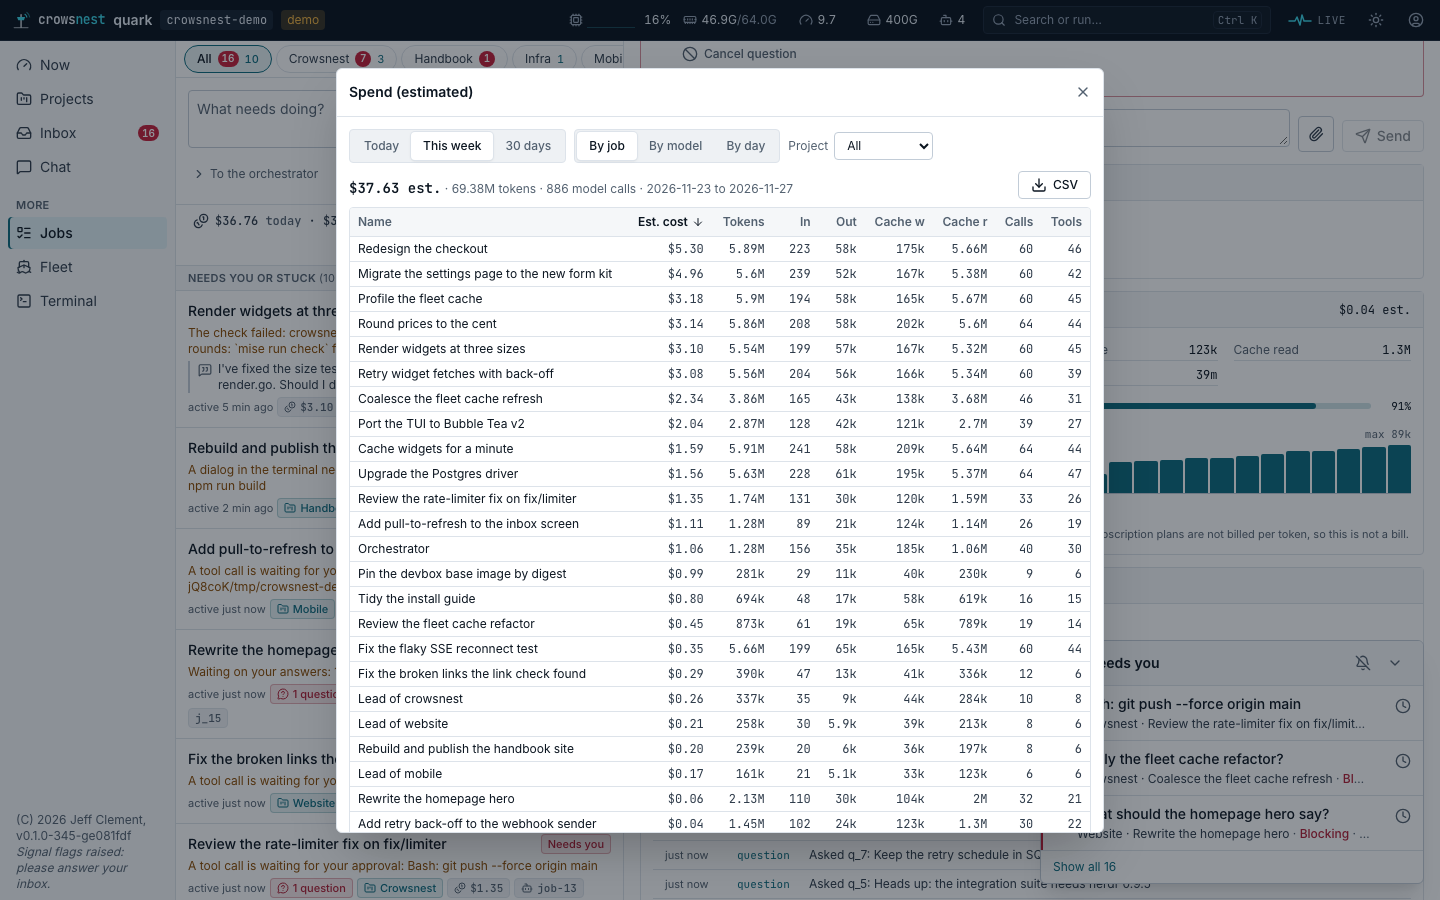 crowsnest quark crowsnest-demo demo 16% 46.9G/64.0G 9.7 400G 4 Search or run... Ctrl K LIVE
Now
Projects
Inbox 16
Chat
MORE
Jobs
Fleet
Terminal
(C) 2026 Jeff Clement,
v0.1.0-345-ge081fdf
Signal flags raised:
please answer your
inbox.
All 16 10 Crowsnest 7 3 Handbook 1 Infra 1 Mobi
What needs doing?
To the orchestrator
$36.76 today · $3
NEEDS YOU OR STUCK (10
Render widgets at thre
The check failed: crowsne
rounds: `mise run check` f
I've fixed the size tes
render.go. Should I d
active 5 min ago $3.10
Rebuild and publish th
A dialog in the terminal ne
npm run build
active 2 min ago Handb
Add pull-to-refresh to
A tool call is waiting for yo
jQ8coK/tmp/crowsnest-de
active just now Mobile
Rewrite the homepage
Waiting on your answers:
active just now 1 questic
j_15
Fix the broken links th
A tool call is waiting for yo
active just now Website
Review the rate-limiter fix on fix/limiter Needs you
A tool call is waiting for your approval: Bash: git push --force origin main
active just now 1 question Crowsnest $1.35 job-13
Spend (estimated)
Today This week 30 days By job By model By day Project All
$37.63 est. · 69.38M tokens · 886 model calls · 2026-11-23 to 2026-11-27 CSV
Name Est. cost Tokens In Out Cache w Cache r Calls Tools
Redesign the checkout $5.30 5.89M 223 58k 175k 5.66M 60 46
Migrate the settings page to the new form kit $4.96 5.6M 239 52k 167k 5.38M 60 42
Profile the fleet cache $3.18 5.9M 194 58k 165k 5.67M 60 45
Round prices to the cent $3.14 5.86M 208 58k 202k 5.6M 64 44
Render widgets at three sizes $3.10 5.54M 199 57k 167k 5.32M 60 45
Retry widget fetches with back-off $3.08 5.56M 204 56k 166k 5.34M 60 39
Coalesce the fleet cache refresh $2.34 3.86M 165 43k 138k 3.68M 46 31
Port the TUI to Bubble Tea v2 $2.04 2.87M 128 42k 121k 2.7M 39 27
Cache widgets for a minute $1.59 5.91M 241 58k 209k 5.64M 64 44
Upgrade the Postgres driver $1.56 5.63M 228 61k 195k 5.37M 64 47
Review the rate-limiter fix on fix/limiter $1.35 1.74M 131 30k 120k 1.59M 33 26
Add pull-to-refresh to the inbox screen $1.11 1.28M 89 21k 124k 1.14M 26 19
Orchestrator $1.06 1.28M 156 35k 185k 1.06M 40 30
Pin the devbox base image by digest $0.99 281k 29 11k 40k 230k 9 6
Tidy the install guide $0.80 694k 48 17k 58k 619k 16 15
Review the fleet cache refactor $0.45 873k 61 19k 65k 789k 19 14
Fix the flaky SSE reconnect test $0.35 5.66M 199 65k 165k 5.43M 60 44
Fix the broken links the link check found $0.29 390k 47 13k 41k 336k 12 6
Lead of crowsnest $0.26 337k 35 9k 44k 284k 10 8
Lead of website $0.21 258k 30 5.9k 39k 213k 8 6
Rebuild and publish the handbook site $0.20 239k 20 6k 36k 197k 8 6
Lead of mobile $0.17 161k 21 5.1k 33k 123k 6 6
Rewrite the homepage hero $0.06 2.13M 110 30k 104k 2M 32 21
Add retry back-off to the webhook sender $0.04 1.45M 102 24k 123k 1.3M 30 22
Cancel question
Send
$0.04 est.
e 123k Cache read 1.3M
39m
91%
max 89k
scription plans are not billed per token, so this is not a bill.
eeds you
h: git push --force origin main
wsnest · Review the rate-limiter fix on fix/limit...
ly the fleet cache refactor?
wsnest · Coalesce the fleet cache refresh · Bl...
at should the homepage hero say?
Website · Rewrite the homepage hero · Blocking · ...
Show all 16
just now question Asked q_7: Keep the retry schedule in SQ
just now question Asked q_5: Heads up: the integration suite needs